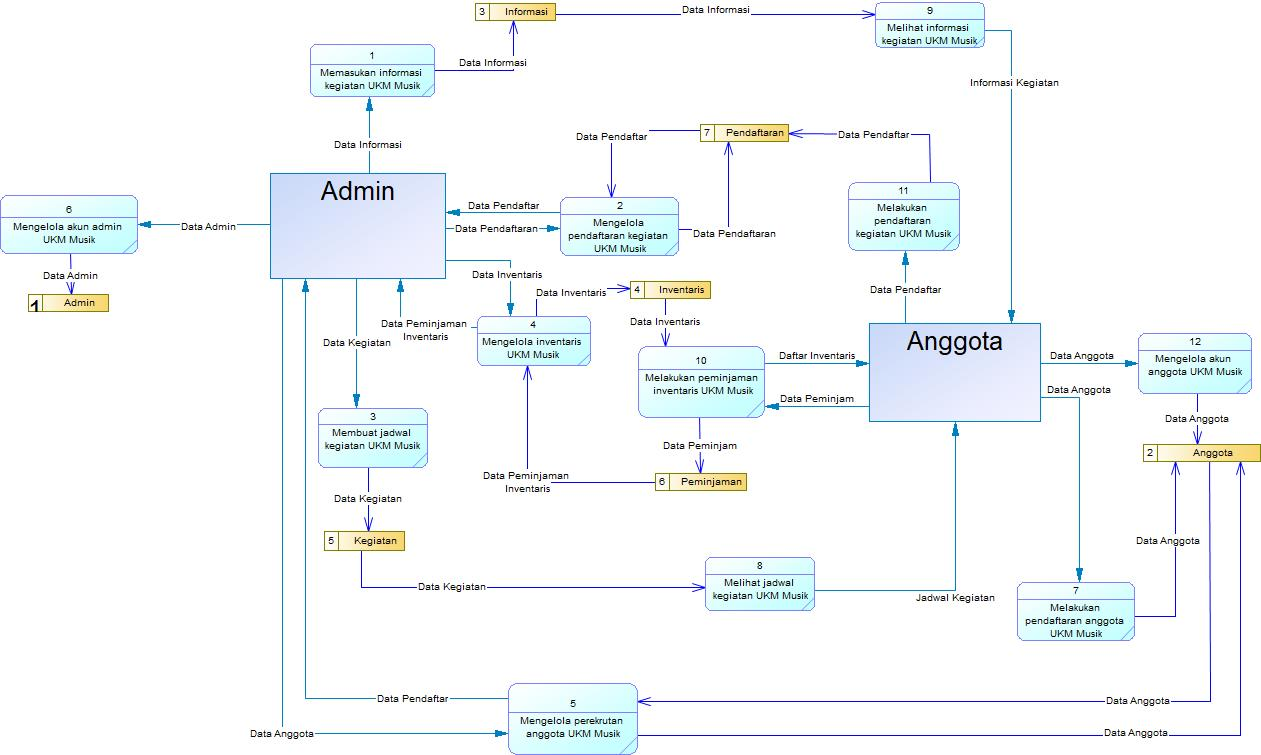 3 Informasi
Data Informasi
9
Melihat informasi
kegiatan UKM Musik
1
Memasukan informasi
kegiatan UKM Musik
Data Informasi
Informasi Kegiatan
Data Informasi
Data Pendaftar
7 Pendaftaran
Data Pendaftar
Admin
11
Melakukan
pendaftaran
kegiatan UKM Musik
6
Mengelola akun admin
UKM Musik
Data Admin
Data Pendaftar
Data Pendaftaran
2
Mengelola
pendaftaran kegiatan
UKM Musik
Data Pendaftaran
Data Admin
1 Admin
Data Inventaris
Data Inventaris
4 Inventaris
Data Pendaftar
Data Peminjaman
Inventaris
4
Mengelola inventaris
UKM Musik
Data Inventaris
Data Kegiatan
Anggota
10
Melakukan peminjaman
inventaris UKM Musik
Daftar Inventaris
Data Peminjam
Data Anggota
12
Mengelola akun
anggota UKM Musik
Data Anggota
3
Membuat jadwal
kegiatan UKM Musik
Data Anggota
Data Peminjam
2 Anggota
Data Peminjaman
Inventaris
6 Peminjaman
Data Kegiatan
5 Kegiatan
Data Anggota
8
Melihat jadwal
kegiatan UKM Musik
Data Kegiatan
Jadwal Kegiatan
7
Melakukan
pendaftaran anggota
UKM Musik
Data Pendaftar
5
Mengelola perekrutan
anggota UKM Musik
Data Anggota
Data Anggota
Data Anggota